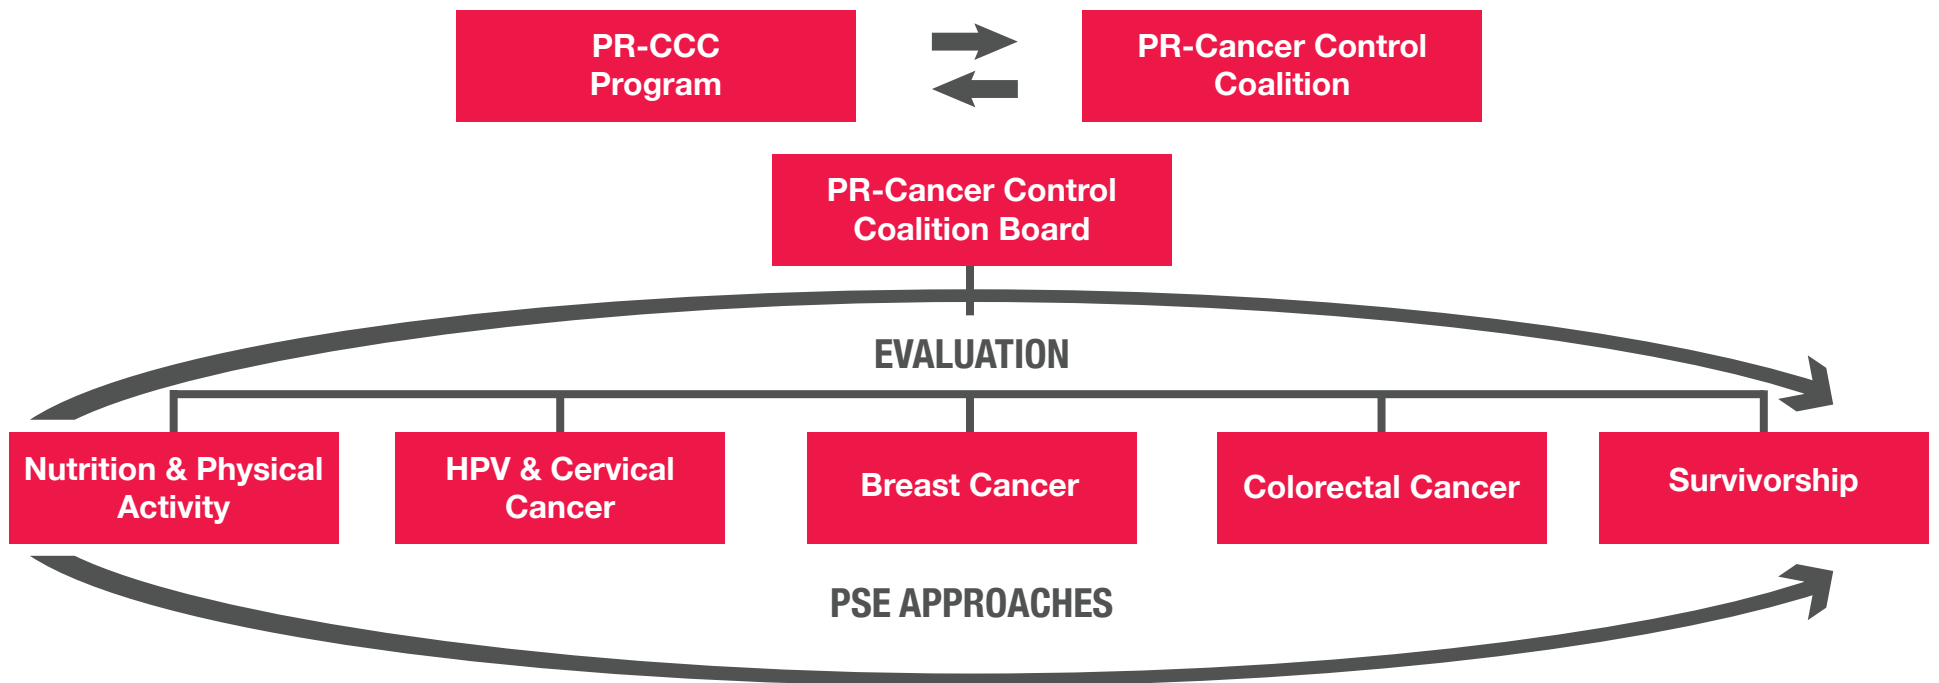 PR-CCC
Program
PR-Cancer Control
Coalition
PR-Cancer Control
Coalition Board
EVALUATION
Nutrition & Physical
Activity
HPV & Cervical
Cancer
Breast Cancer
Colorectal Cancer
Survivorship
PSE APPROACHES